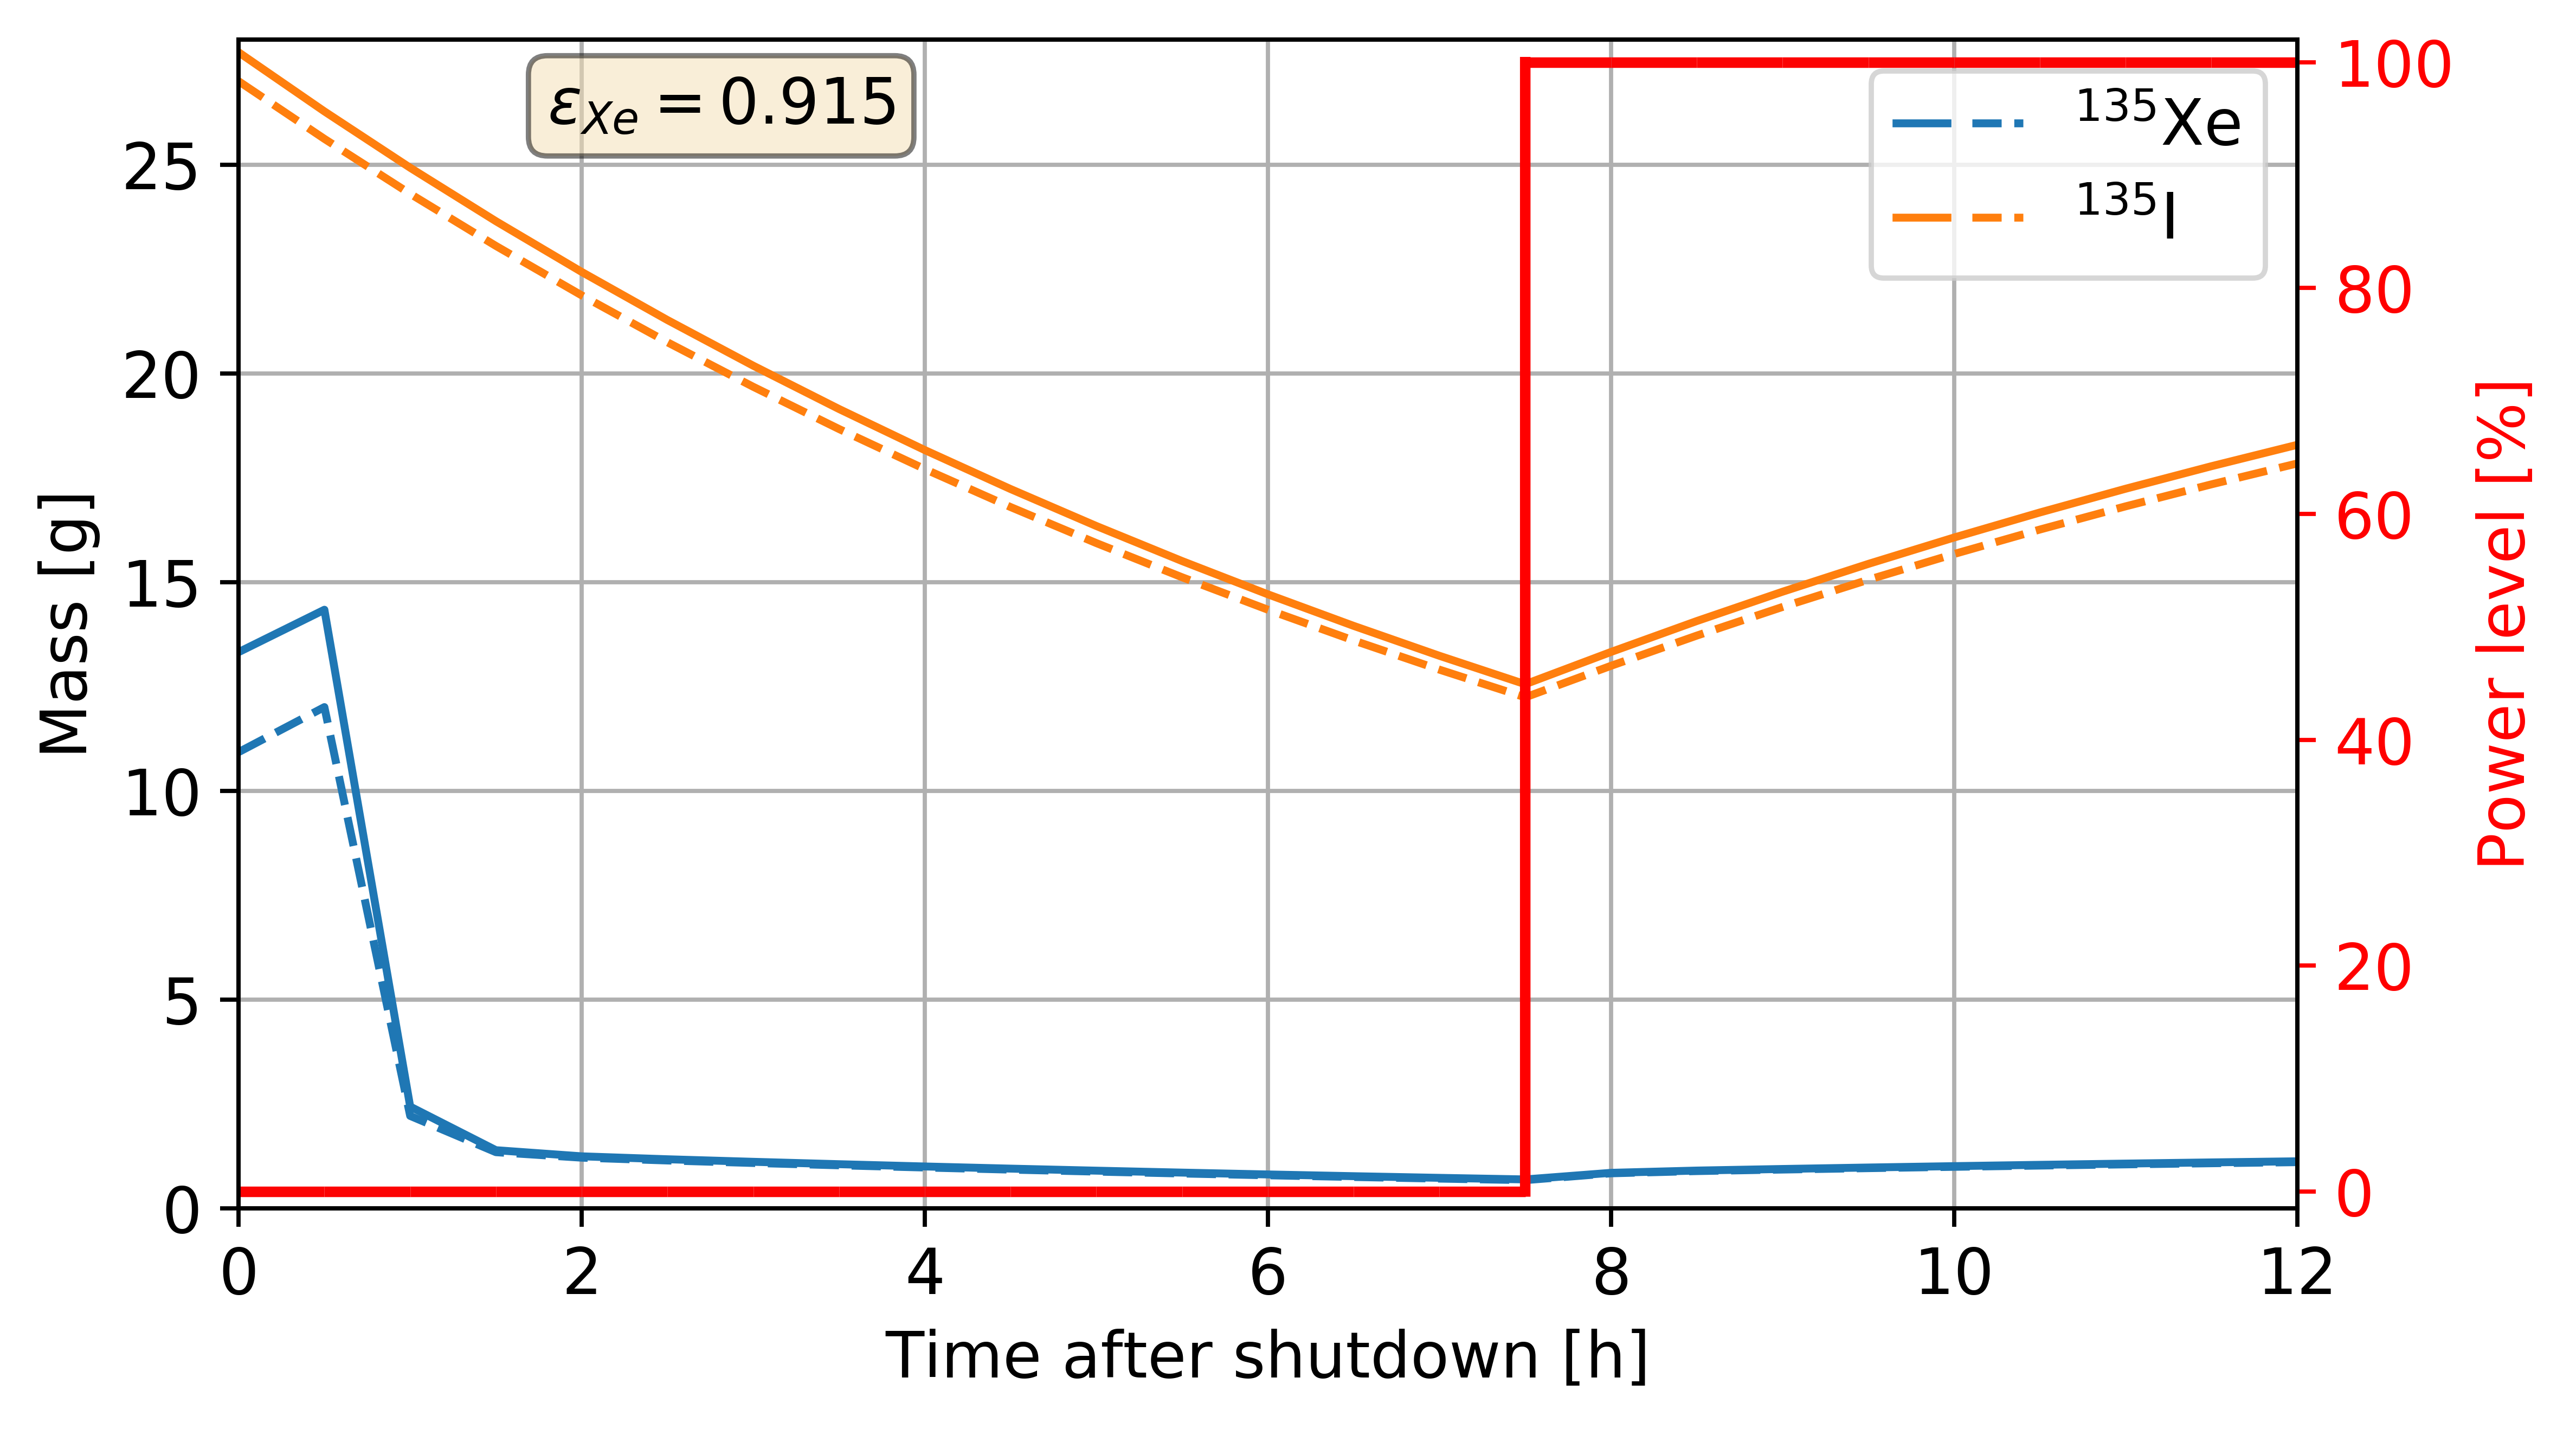 ε_Xe = 0.915
¹³⁵Xe
¹³⁵I
Mass [g]
25
20
15
10
5
0
0 2 4 6 8 10 12
Time after shutdown [h]
100
80
60
40
20
0
Power level [%]